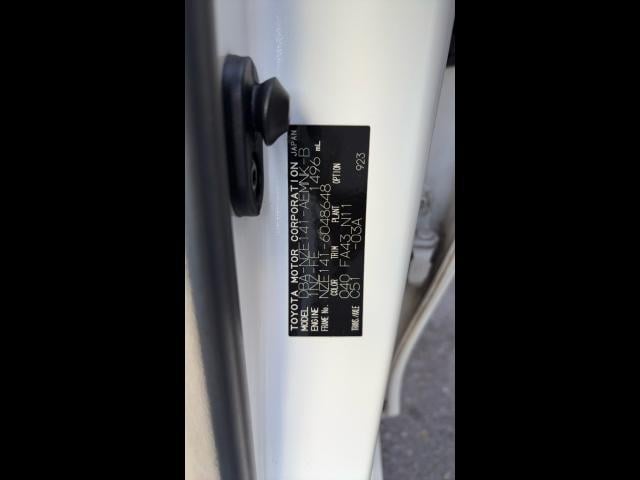 TOYOTA MOTOR CORPORATION JAPAN
MODEL DBA-NZE141-AEMNK-B
ENGINE 1NZ-FE 1496 mL
FRAME No. NZE141-6048648
COLOR TRIM PLANT OPTION
040 FA43 N11 923
TRANS./AXLE C51 -03A